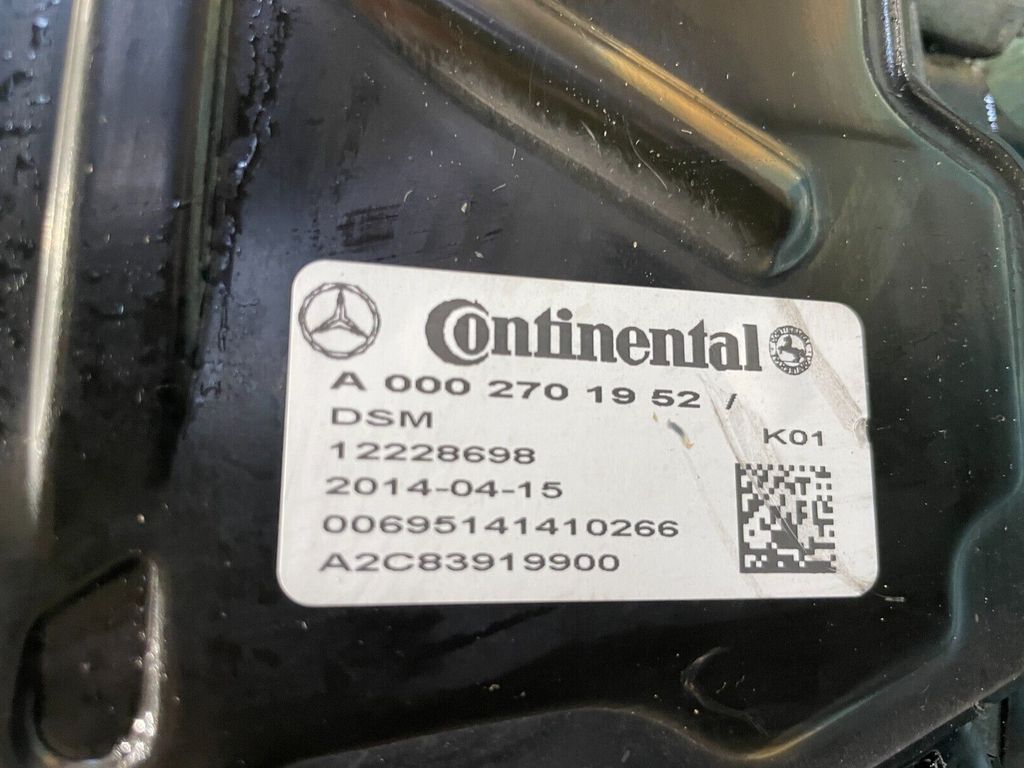 Continental
A 000 270 19 52 /
DSM
K01
12228698
2014-04-15
00695141410266
A2C83919900